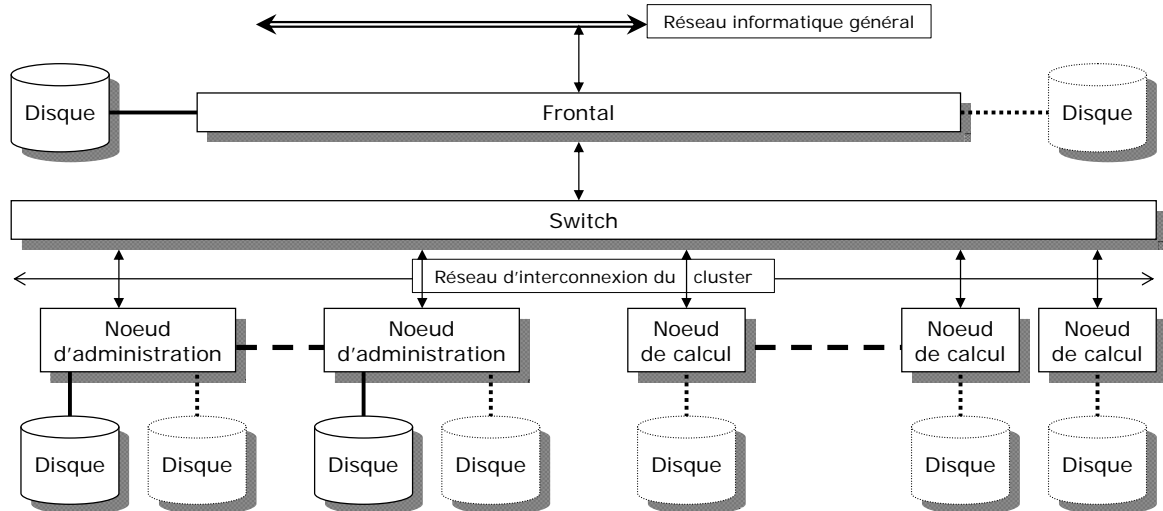 Réseau informatique général
Disque
Frontal
Disque
Switch
Réseau d'interconnexion du cluster
Noeud
d'administration
Noeud
d'administration
Noeud
de calcul
Noeud
de calcul
Noeud
de calcul
Disque
Disque
Disque
Disque
Disque
Disque
Disque